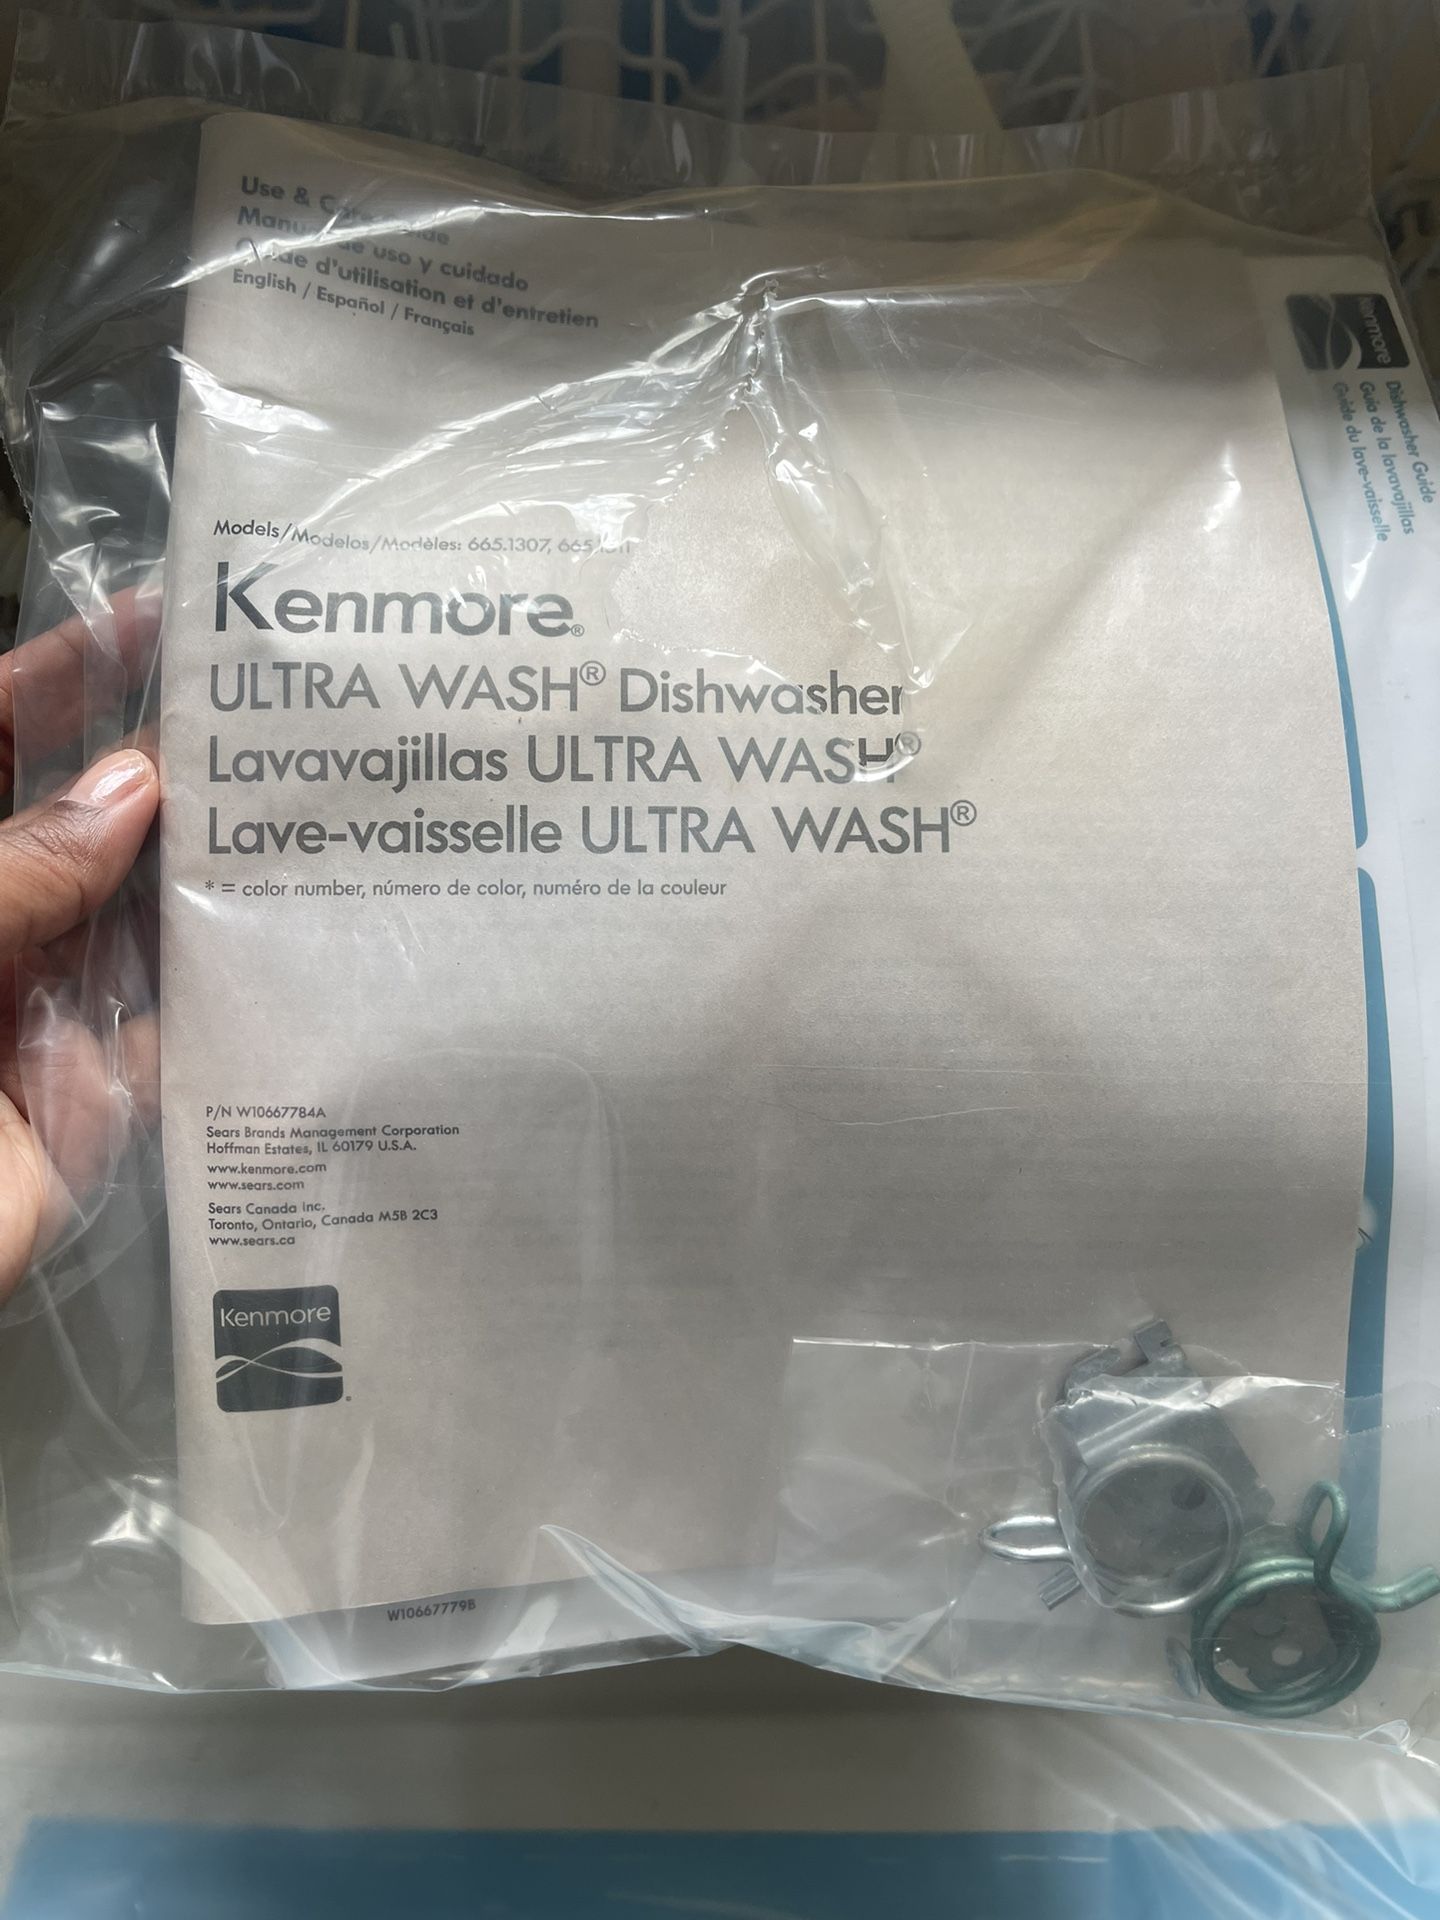 Use &
Manual de uso y cuidado
d'utilisation et d'entretien
English / Español / Français
Kenmore
Dishwasher Guide
Guía de la lavavajillas
Guide du lave-vaisselle
Models/Modelos/Modèles: 665.1307,
Kenmore®
ULTRA WASH® Dishwasher
Lavavajillas ULTRA WASH®
Lave-vaisselle ULTRA WASH®
* = color number, número de color, numéro de la couleur
P/N W10667784A
Sears Brands Management Corporation
Hoffman Estates, IL 60179 U.S.A.
www.kenmore.com
www.sears.com
Sears Canada Inc.
Toronto, Ontario, Canada M5B 2C3
www.sears.ca
Kenmore
®
W10667779B